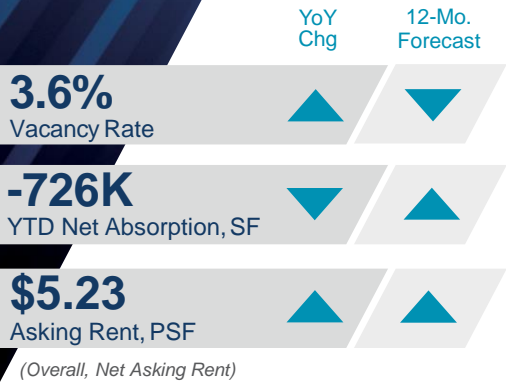 YoY
Chg
12-Mo.
Forecast
3.6%
Vacancy Rate
-726K
YTD Net Absorption, SF
$5.23
Asking Rent, PSF
(Overall, Net Asking Rent)